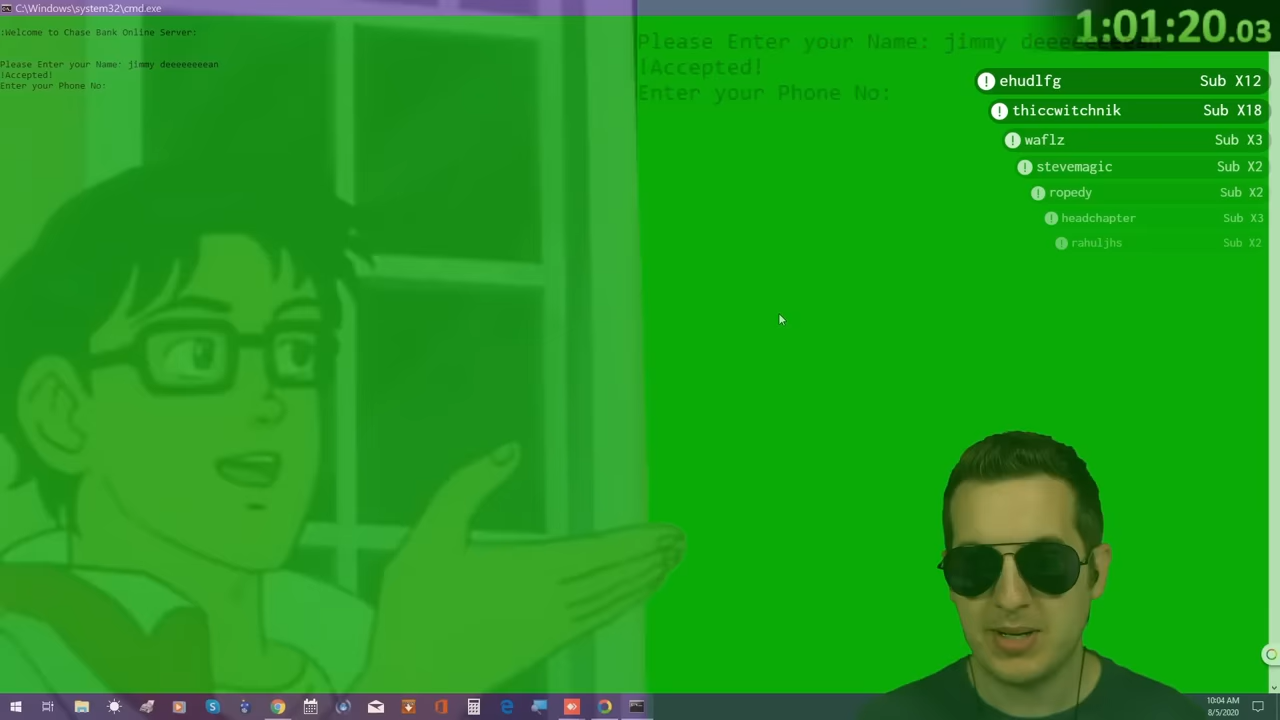 C:\Windows\system32\cmd.exe
:Welcome to Chase Bank Online Server:
Please Enter your Name: jimmy deeeeeeeean
!Accepted!
Enter your Phone No:
Please Enter your Name: jimmy deeeeeeeean
!Accepted!
Enter your Phone No:
1:01:20.03
ehudlfg Sub X12
thiccwitchnik Sub X18
waflz Sub X3
stevemagic Sub X2
ropedy Sub X2
headchapter Sub X3
rahuljhs Sub X2
10:04 AM
8/5/2020